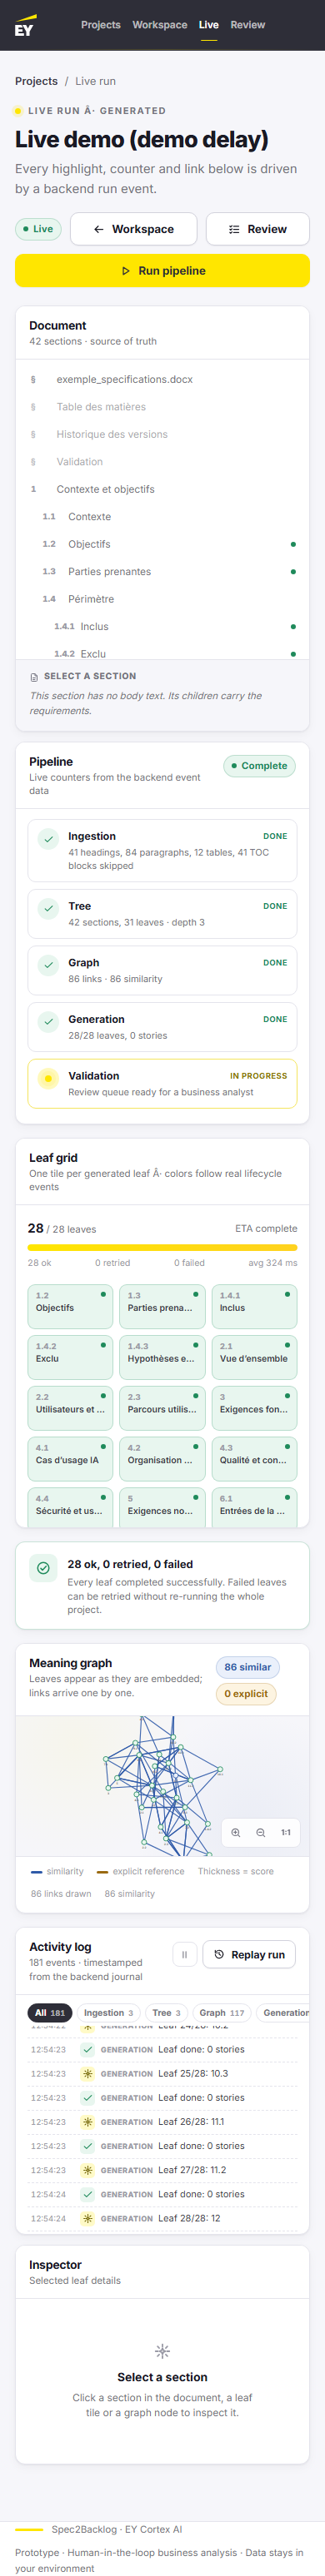 EY
Projects Workspace Live Review
Projects / Live run
LIVE RUN Â· GENERATED
Live demo (demo delay)
Every highlight, counter and link below is driven
by a backend run event.
Live
Workspace
Review
Run pipeline
Document
42 sections · source of truth
§ exemple_specifications.docx
§ Table des matières
§ Historique des versions
§ Validation
1 Contexte et objectifs
1.1 Contexte
1.2 Objectifs
1.3 Parties prenantes
1.4 Périmètre
1.4.1 Inclus
1.4.2 Exclu
SELECT A SECTION
This section has no body text. Its children carry the
requirements.
Pipeline
Live counters from the backend event
data
Complete
Ingestion DONE
41 headings, 84 paragraphs, 12 tables, 41 TOC
blocks skipped
Tree DONE
42 sections, 31 leaves · depth 3
Graph DONE
86 links · 86 similarity
Generation DONE
28/28 leaves, 0 stories
Validation IN PROGRESS
Review queue ready for a business analyst
Leaf grid
One tile per generated leaf Â· colors follow real lifecycle
events
28 / 28 leaves ETA complete
28 ok 0 retried 0 failed avg 324 ms
1.2 1.3 1.4.1
Objectifs Parties prena... Inclus
1.4.2 1.4.3 2.1
Exclu Hypothèses e... Vue d'ensemble
2.2 2.3 3
Utilisateurs et ... Parcours utilis... Exigences fon...
4.1 4.2 4.3
Cas d'usage IA Organisation ... Qualité et con...
4.4 5 6.1
Sécurité et us... Exigences no... Entrées de la ...
28 ok, 0 retried, 0 failed
Every leaf completed successfully. Failed leaves
can be retried without re-running the whole
project.
Meaning graph
Leaves appear as they are embedded;
links arrive one by one.
86 similar
0 explicit
1:1
similarity explicit reference Thickness = score
86 links drawn 86 similarity
Activity log
181 events · timestamped
from the backend journal
Replay run
All 181 Ingestion 3 Tree 3 Graph 117 Generation
12:54:22 GENERATION Leaf 24/28: 10.2
12:54:23 GENERATION Leaf done: 0 stories
12:54:23 GENERATION Leaf 25/28: 10.3
12:54:23 GENERATION Leaf done: 0 stories
12:54:23 GENERATION Leaf 26/28: 11.1
12:54:23 GENERATION Leaf done: 0 stories
12:54:23 GENERATION Leaf 27/28: 11.2
12:54:24 GENERATION Leaf done: 0 stories
12:54:24 GENERATION Leaf 28/28: 12
Inspector
Selected leaf details
Select a section
Click a section in the document, a leaf
tile or a graph node to inspect it.
Spec2Backlog · EY Cortex AI
Prototype · Human-in-the-loop business analysis · Data stays in
your environment